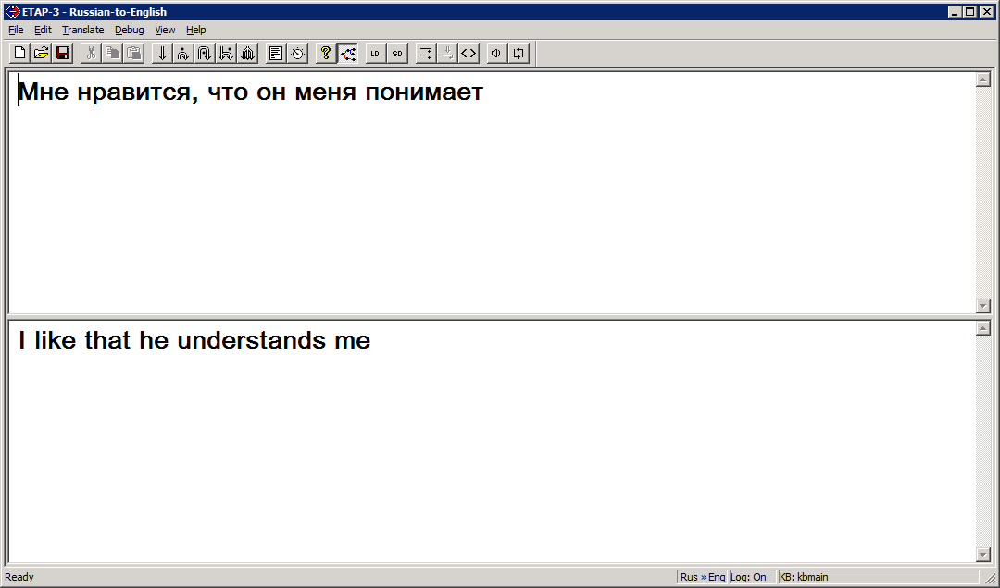 ETAP-3 - Russian-to-English
File Edit Translate Debug View Help
LD SD
Мне нравится, что он меня понимает
I like that he understands me
Ready Rus » Eng Log: On KB: kbmain